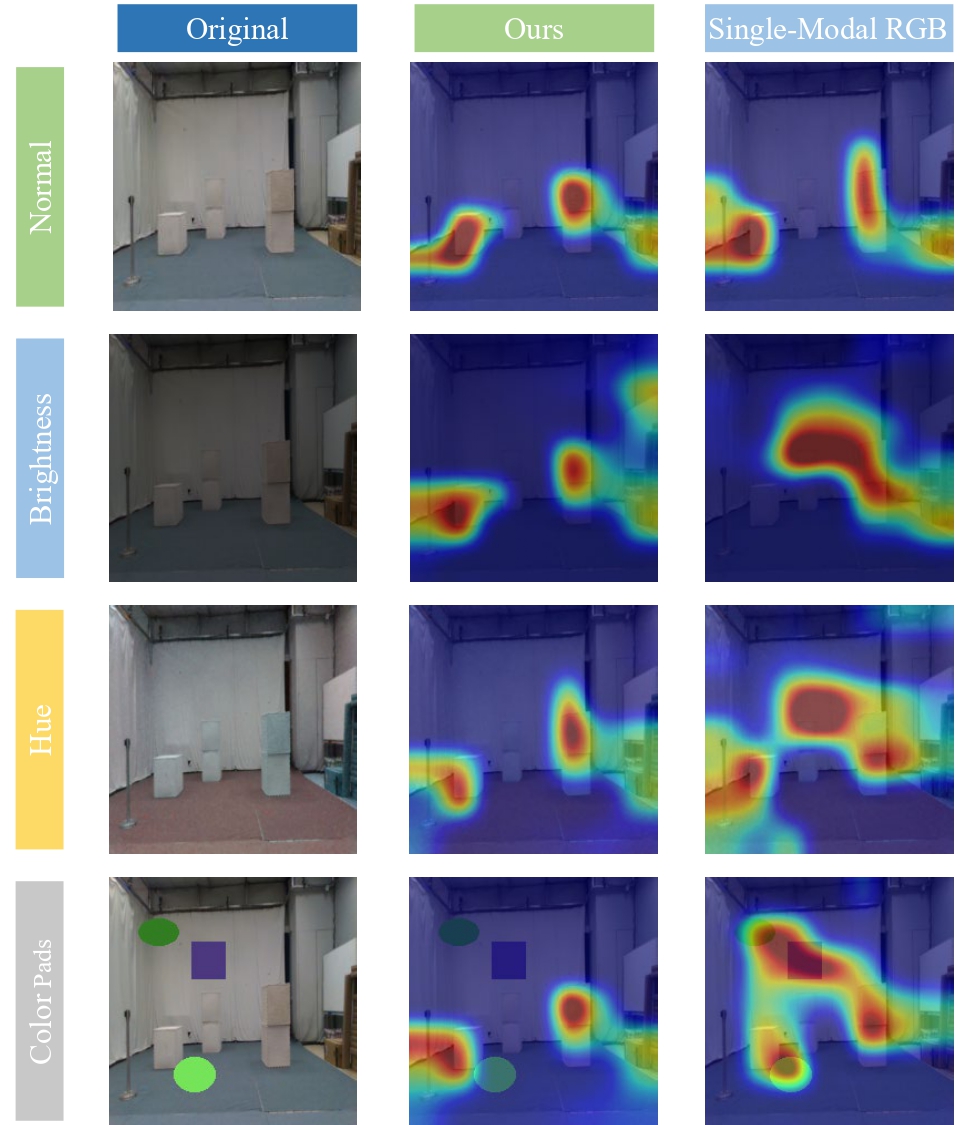 Original
Ours
Single-Modal RGB
Normal
Brightness
Hue
Color Pads